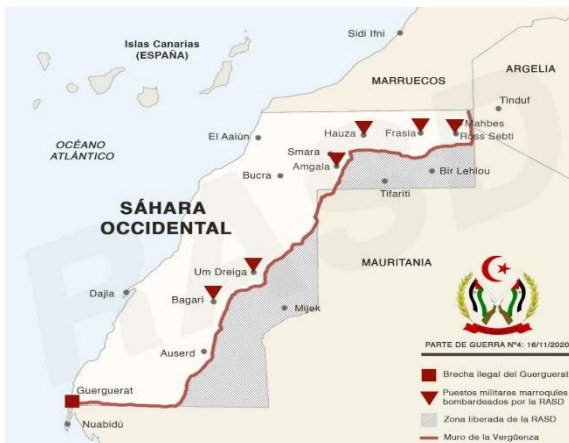 Sidi Ifni
Islas Canarias
(ESPAÑA)
MARRUECOS
ARGELIA
Tinduf
OCÉANO
ATLÁNTICO
El Aaiún
Hauza
Frasia
Mahbes
Ross Sebti
Smara
Amgala
Bucra
Bir Lehlou
Tifariti
SÁHARA
OCCIDENTAL
MAURITANIA
Um Dreiga
Dajla
Bagari
Mijek
Auserd
Guerguerat
Nuabidú
RASD
PARTE DE GUERRA Nº4: 16/11/2020
Brecha ilegal del Guerguerat
Puestos militares marroquíes
bombardeados por la RASD
Zona liberada de la RASD
Muro de la Vergüenza